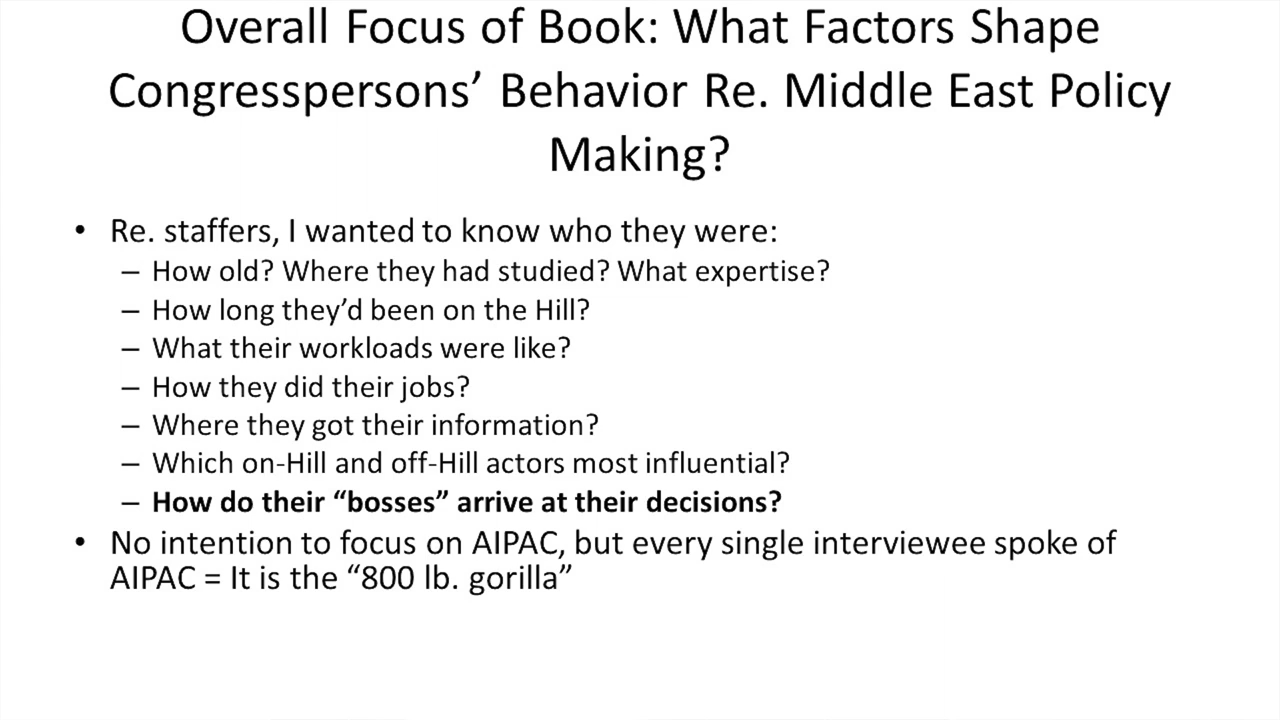 Overall Focus of Book: What Factors Shape
Congresspersons’ Behavior Re. Middle East Policy
Making?
• Re. staffers, I wanted to know who they were:
– How old? Where they had studied? What expertise?
– How long they’d been on the Hill?
– What their workloads were like?
– How they did their jobs?
– Where they got their information?
– Which on-Hill and off-Hill actors most influential?
– How do their “bosses” arrive at their decisions?
• No intention to focus on AIPAC, but every single interviewee spoke of
AIPAC = It is the “800 lb. gorilla”